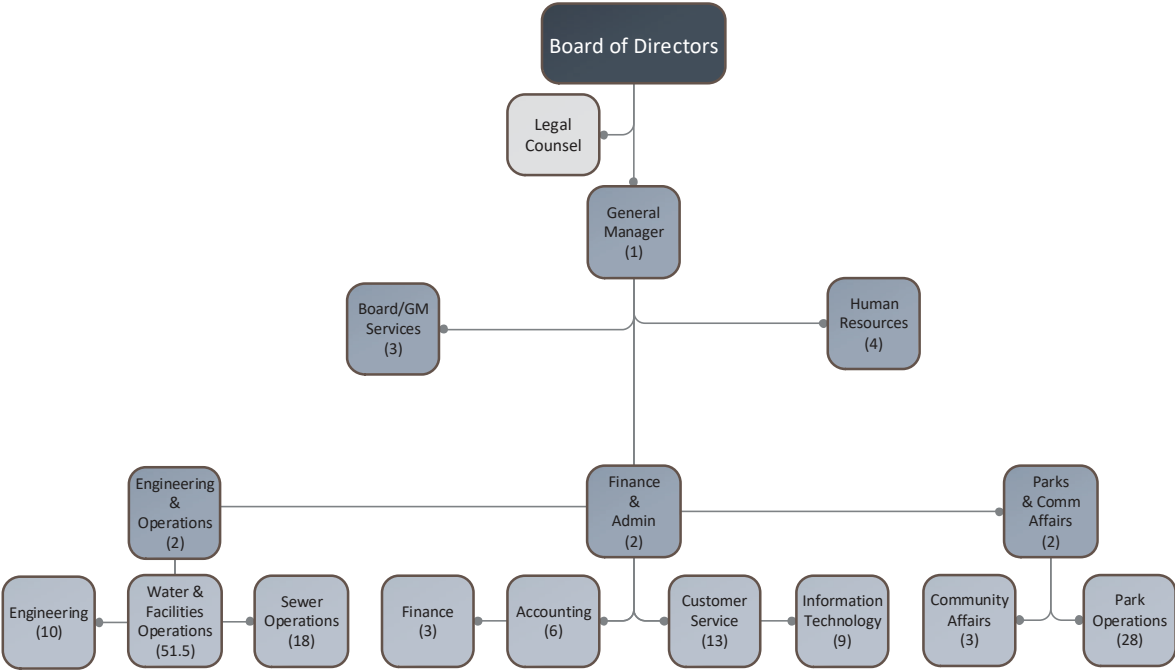 Board of Directors
Legal
Counsel
General
Manager
(1)
Board/GM
Services
(3)
Human
Resources
(4)
Engineering
&
Operations
(2)
Finance
&
Admin
(2)
Parks
& Comm
Affairs
(2)
Engineering
(10)
Water &
Facilities
Operations
(51.5)
Sewer
Operations
(18)
Finance
(3)
Accounting
(6)
Customer
Service
(13)
Information
Technology
(9)
Community
Affairs
(3)
Park
Operations
(28)